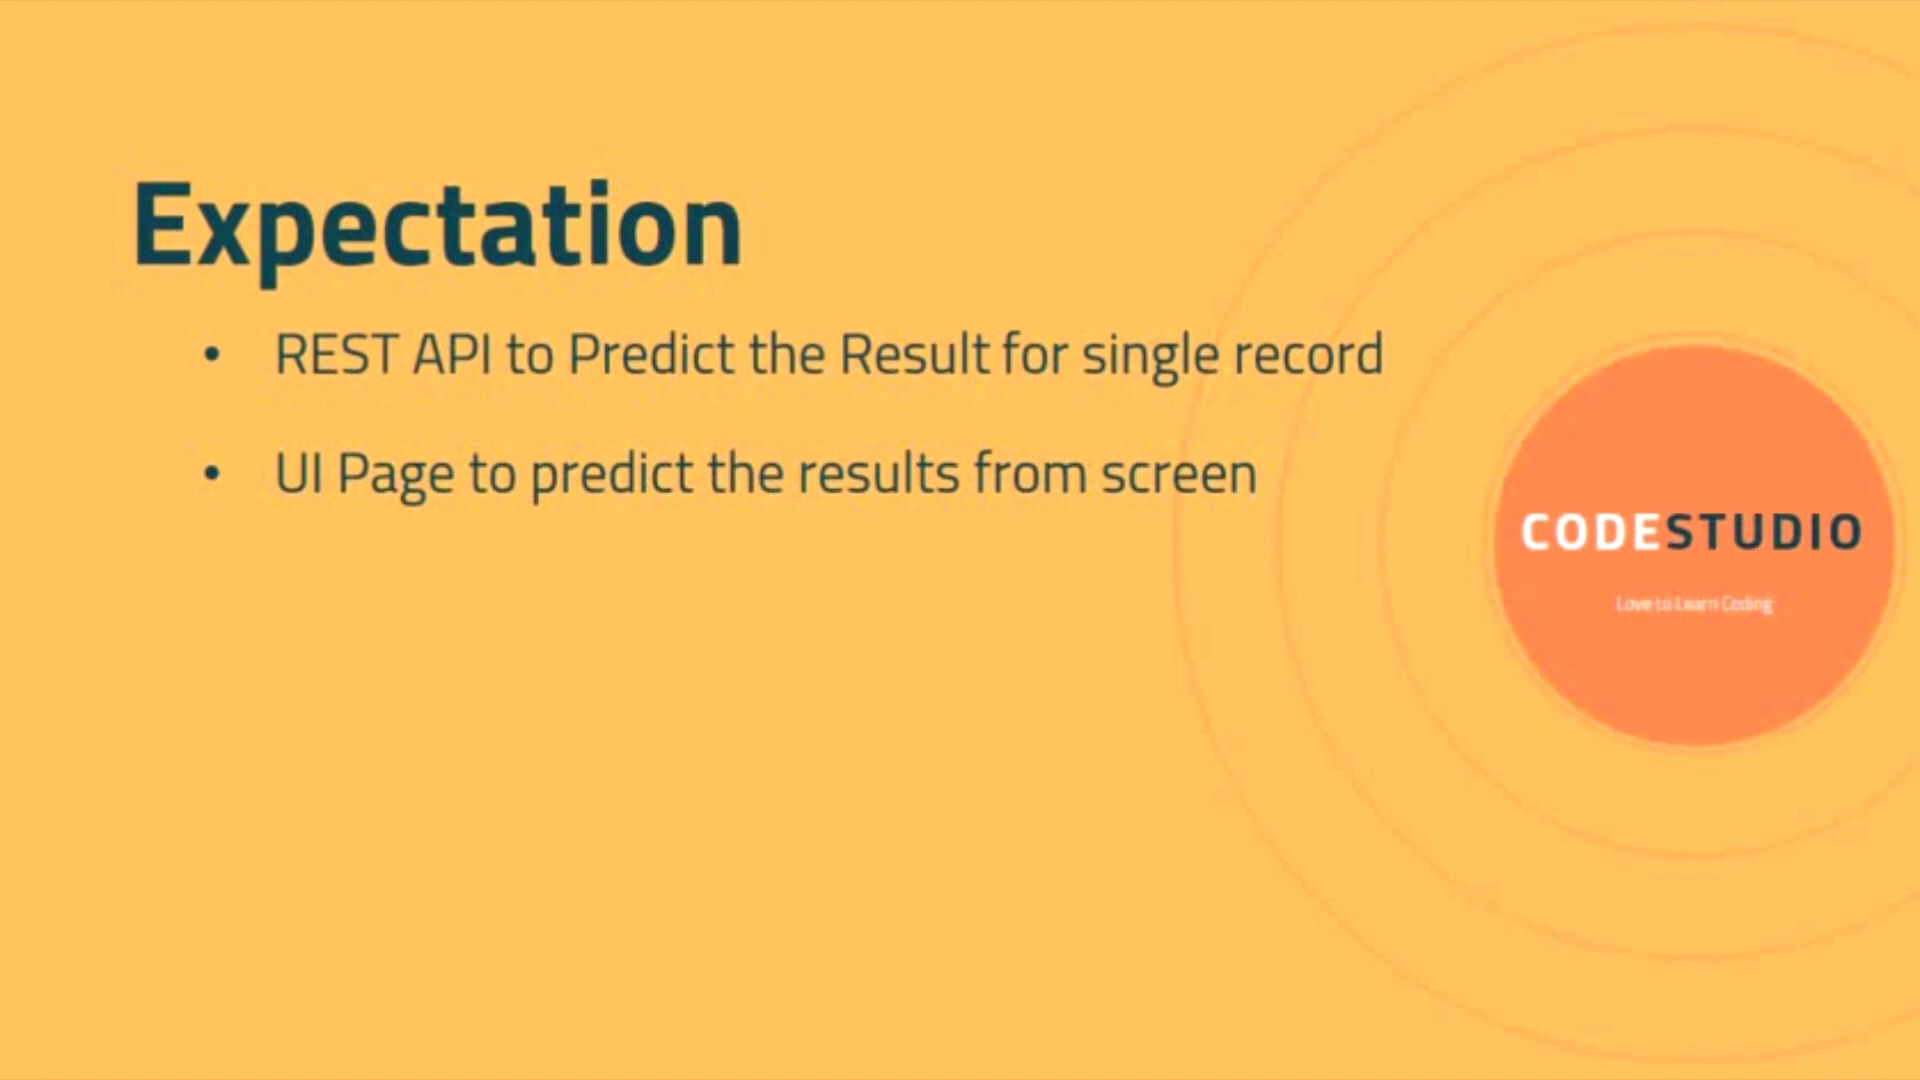 Expectation
• REST API to Predict the Result for single record
• UI Page to predict the results from screen
CODESTUDIO
Love to Learn Coding